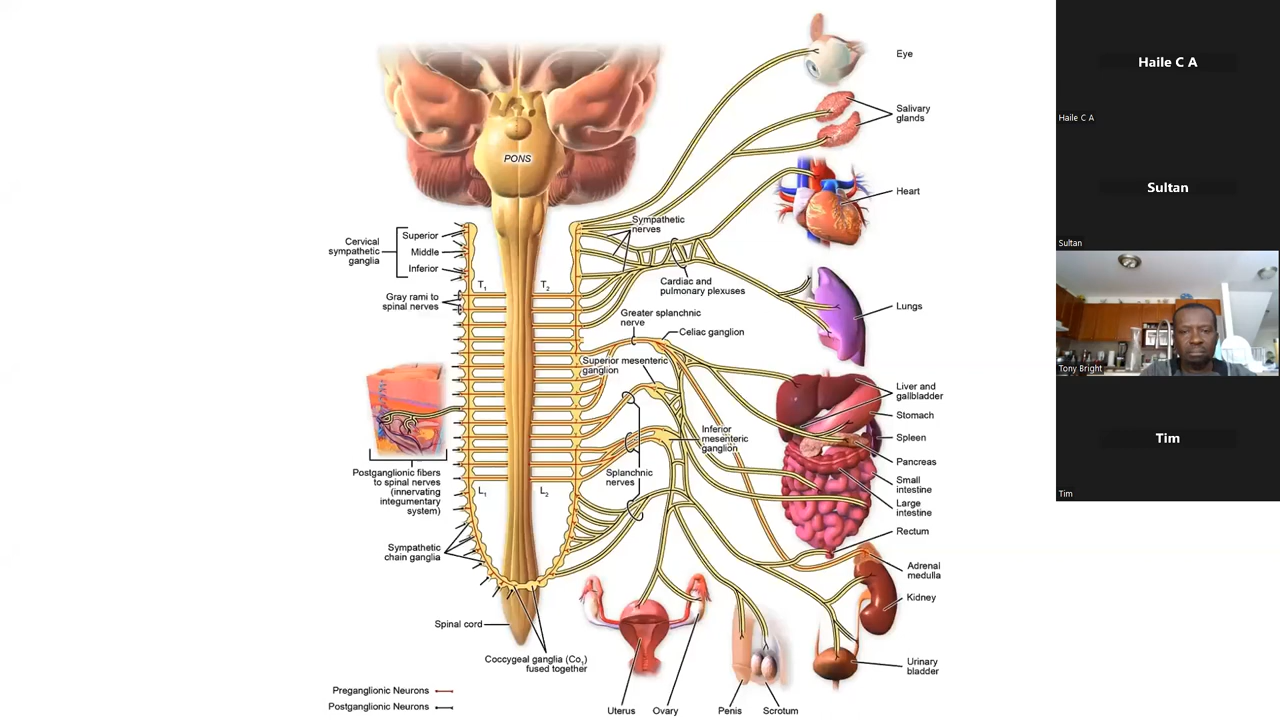 Eye
Salivary
glands
PONS
Heart
Sympathetic
nerves
Cervical
sympathetic
ganglia
Superior
Middle
Inferior
T1
T2
Cardiac and
pulmonary plexuses
Gray rami to
spinal nerves
Lungs
Greater splanchnic
nerve
Celiac ganglion
Superior mesenteric
ganglion
Liver and
gallbladder
Stomach
Inferior
mesenteric
ganglion
Spleen
Pancreas
Splanchnic
nerves
Small
intestine
Large
intestine
Postganglionic fibers
to spinal nerves
(innervating
integumentary
system)
L1
L2
Rectum
Sympathetic
chain ganglia
Adrenal
medulla
Kidney
Spinal cord
Coccygeal ganglia (Co1)
fused together
Urinary
bladder
Preganglionic Neurons
Postganglionic Neurons
Uterus
Ovary
Penis
Scrotum
Haile C A
Haile C A
Sultan
Sultan
Tony Bright
Tim
Tim